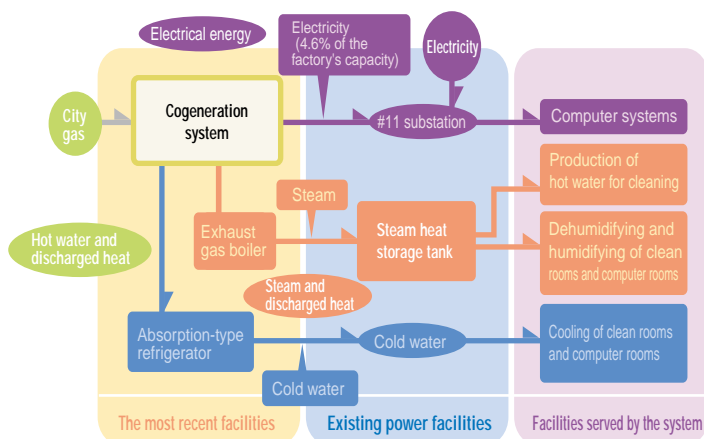 Electrical energy
Electricity
(4.6% of the
factory's capacity)
Electricity
City
gas
Cogeneration
system
#11 substation
Computer systems
Production of
hot water for cleaning
Steam
Exhaust
gas boiler
Steam heat
storage tank
Dehumidifying and
humidifying of clean
rooms and computer rooms
Hot water and
discharged heat
Steam and
discharged heat
Absorption-type
refrigerator
Cold water
Cooling of clean rooms
and computer rooms
Cold water
The most recent facilities
Existing power facilities
Facilities served by the system